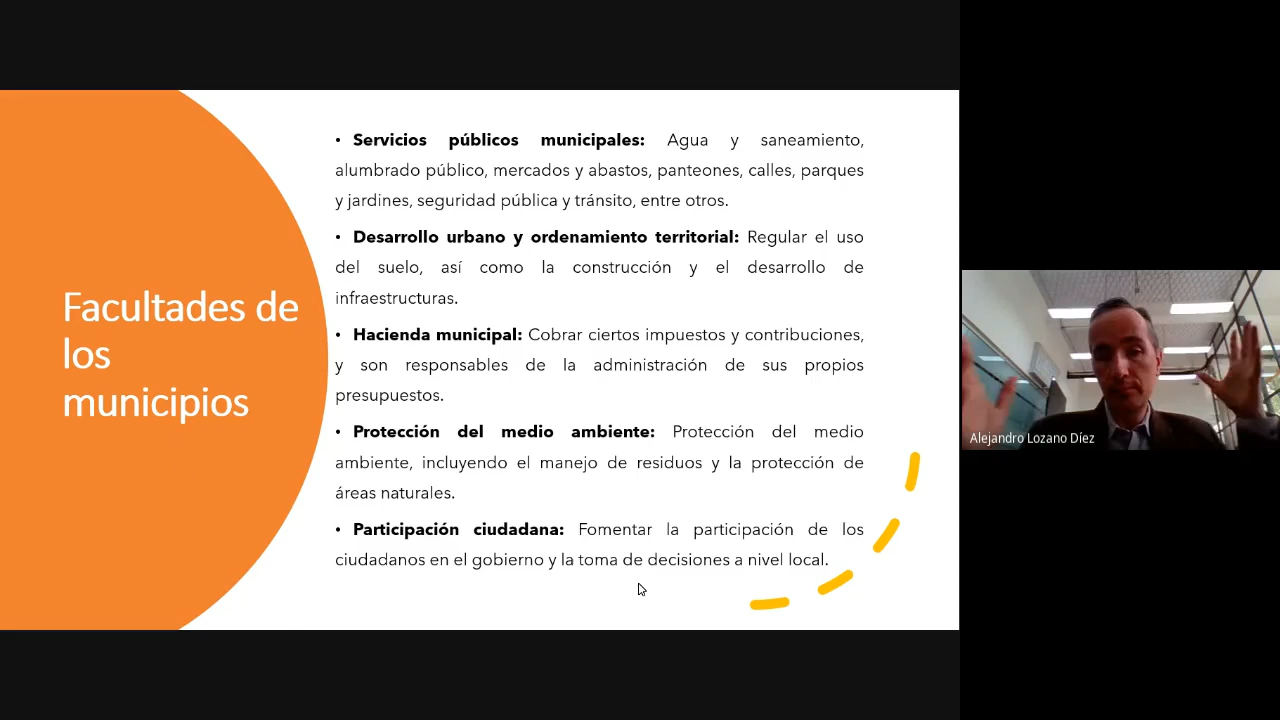 Facultades de
los
municipios
• Servicios públicos municipales: Agua y saneamiento,
alumbrado público, mercados y abastos, panteones, calles, parques
y jardines, seguridad pública y tránsito, entre otros.
• Desarrollo urbano y ordenamiento territorial: Regular el uso
del suelo, así como la construcción y el desarrollo de
infraestructuras.
• Hacienda municipal: Cobrar ciertos impuestos y contribuciones,
y son responsables de la administración de sus propios
presupuestos.
• Protección del medio ambiente: Protección del medio
ambiente, incluyendo el manejo de residuos y la protección de
áreas naturales.
• Participación ciudadana: Fomentar la participación de los
ciudadanos en el gobierno y la toma de decisiones a nivel local.
Alejandro Lozano Díez